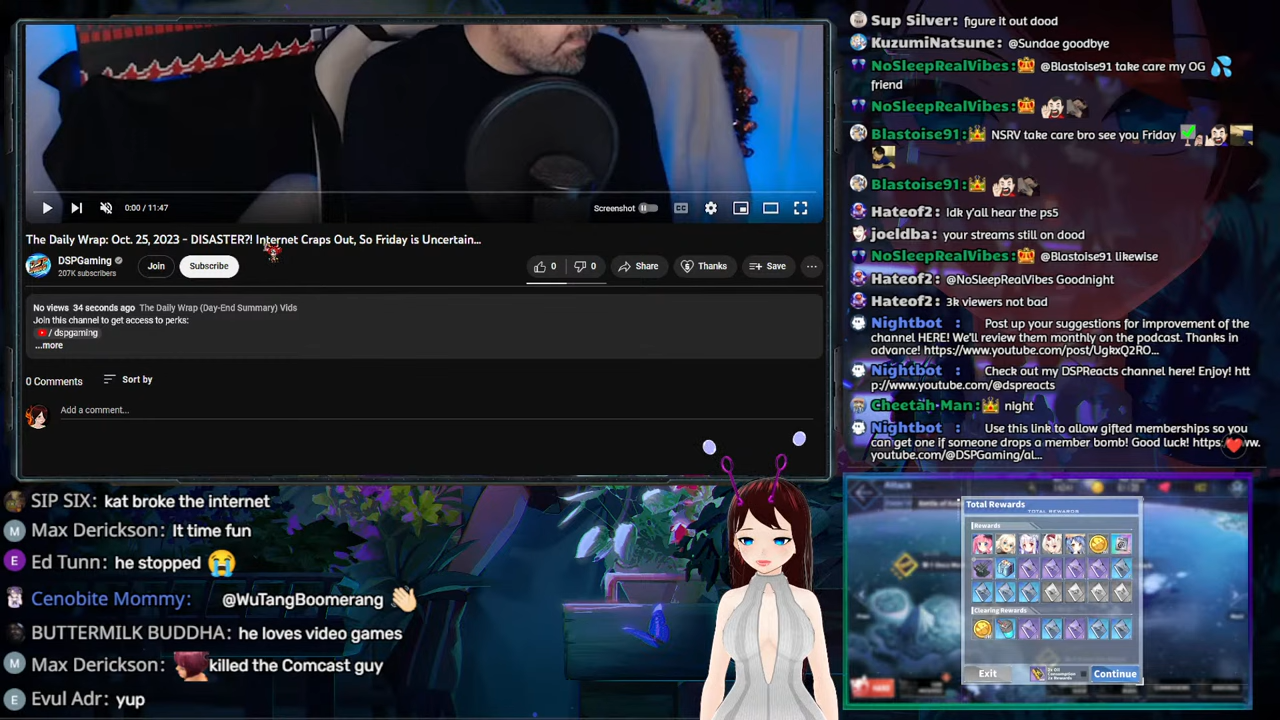 0:00 / 11:47
Screenshot
The Daily Wrap: Oct. 25, 2023 - DISASTER?! Internet Craps Out, So Friday is Uncertain...
DSPGaming
207K subscribers
Join
Subscribe
0
0
Share
Thanks
Save
No views 34 seconds ago The Daily Wrap (Day-End Summary) Vids
Join this channel to get access to perks:
/ dspgaming
...more
0 Comments
Sort by
Add a comment...
Sup Silver: figure it out dood
KuzumiNatsune: @Sundae goodbye
NoSleepRealVibes: @Blastoise91 take care my OG
friend
NoSleepRealVibes:
Blastoise91: NSRV take care bro see you Friday
Blastoise91:
Hateof2: Idk y'all hear the ps5
joeldba: your streams still on dood
NoSleepRealVibes: @Blastoise91 likewise
Hateof2: @NoSleepRealVibes Goodnight
Hateof2: 3k viewers not bad
Nightbot : Post up your suggestions for improvement of the
channel HERE! We'll review them monthly on the podcast. Thanks in
advance! https://www.youtube.com/post/UgkxQ2RO...
Nightbot : Check out my DSPReacts channel here! Enjoy! htt
p://www.youtube.com/@dspreacts
Cheetah-Man: night
Nightbot : Use this link to allow gifted memberships so you
can get one if someone drops a member bomb! Good luck! https://www.
youtube.com/@DSPGaming/al...
SIP SIX: kat broke the internet
Max Derickson: It time fun
Ed Tunn: he stopped
Cenobite Mommy: @WuTangBoomerang
BUTTERMILK BUDDHA: he loves video games
Max Derickson: killed the Comcast guy
Evul Adr: yup
Attack
Total Rewards
TOTAL REWARDS
Rewards
Clearing Rewards
Exit
Continue